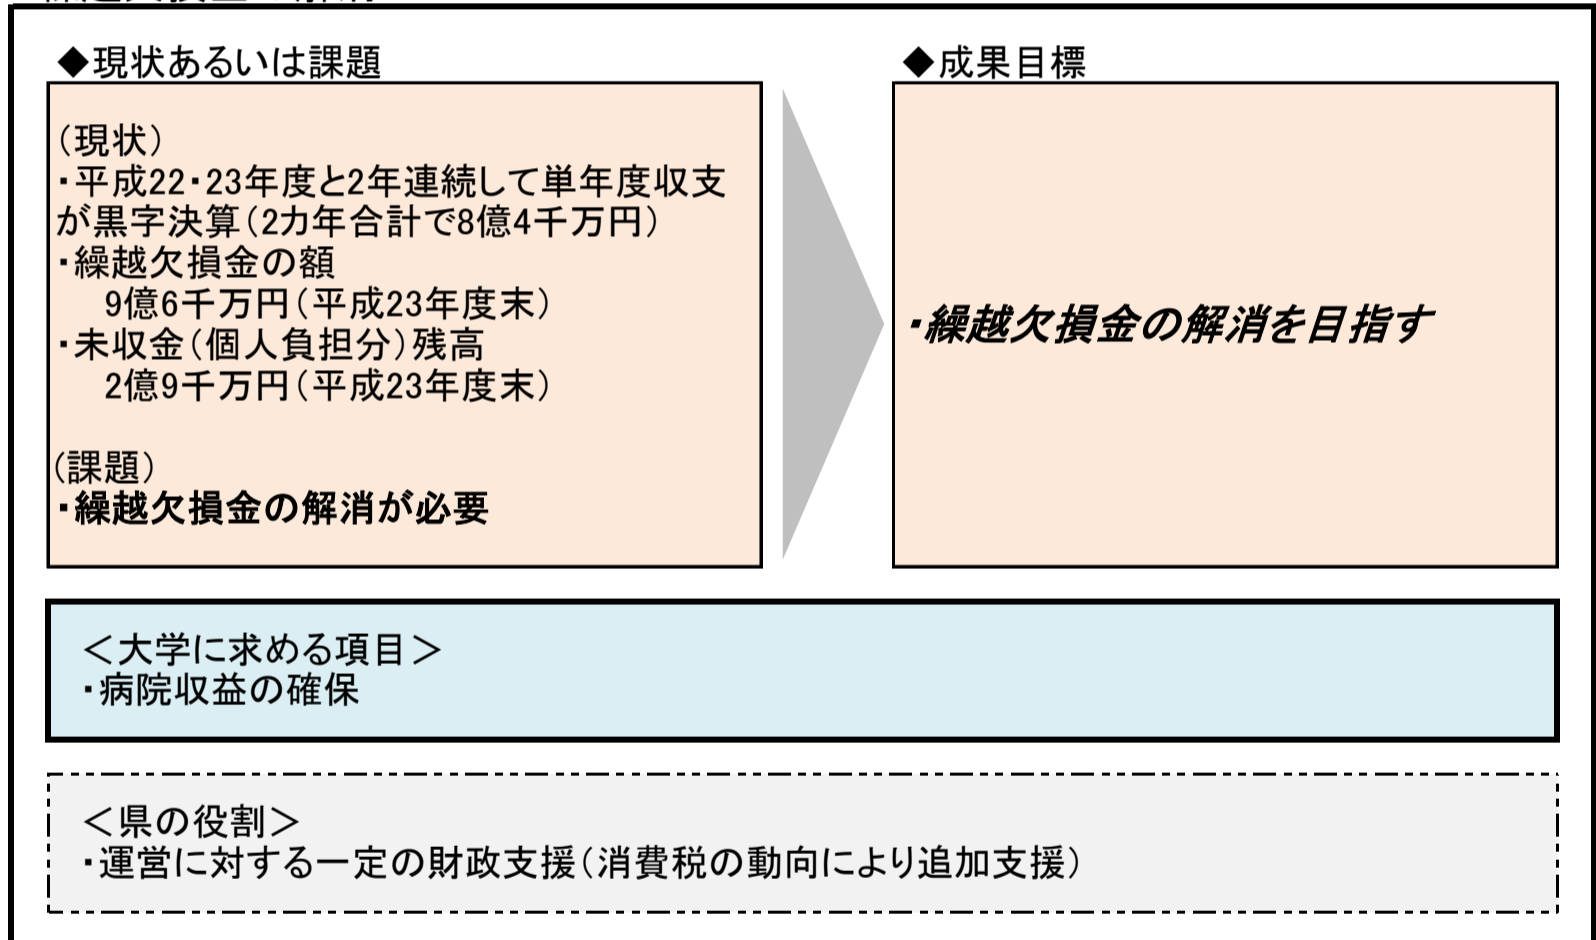 ◆現状あるいは課題
(現状)
・平成22・23年度と2年連続して単年度収支
が黒字決算(2カ年合計で8億4千万円)
・繰越欠損金の額
9億6千万円(平成23年度末)
・未収金(個人負担分)残高
2億9千万円(平成23年度末)
(課題)
・繰越欠損金の解消が必要
◆成果目標
・繰越欠損金の解消を目指す
＜大学に求める項目＞
・病院収益の確保
＜県の役割＞
・運営に対する一定の財政支援(消費税の動向により追加支援)